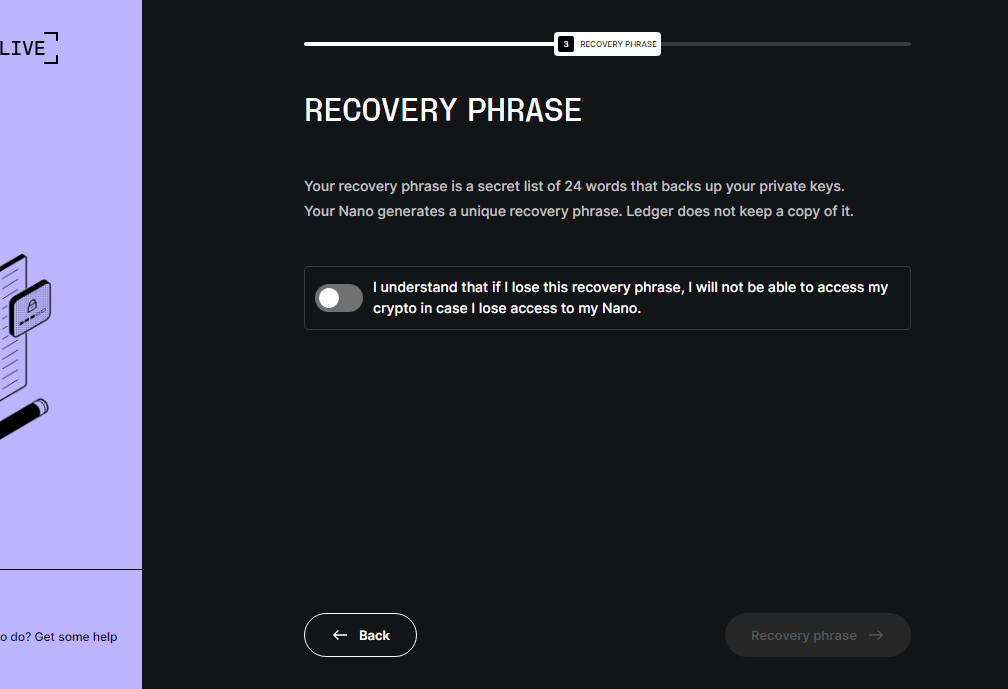 LIVE
3 RECOVERY PHRASE
RECOVERY PHRASE
Your recovery phrase is a secret list of 24 words that backs up your private keys.
Your Nano generates a unique recovery phrase. Ledger does not keep a copy of it.
I understand that if I lose this recovery phrase, I will not be able to access my
crypto in case I lose access to my Nano.
o do? Get some help
← Back
Recovery phrase →